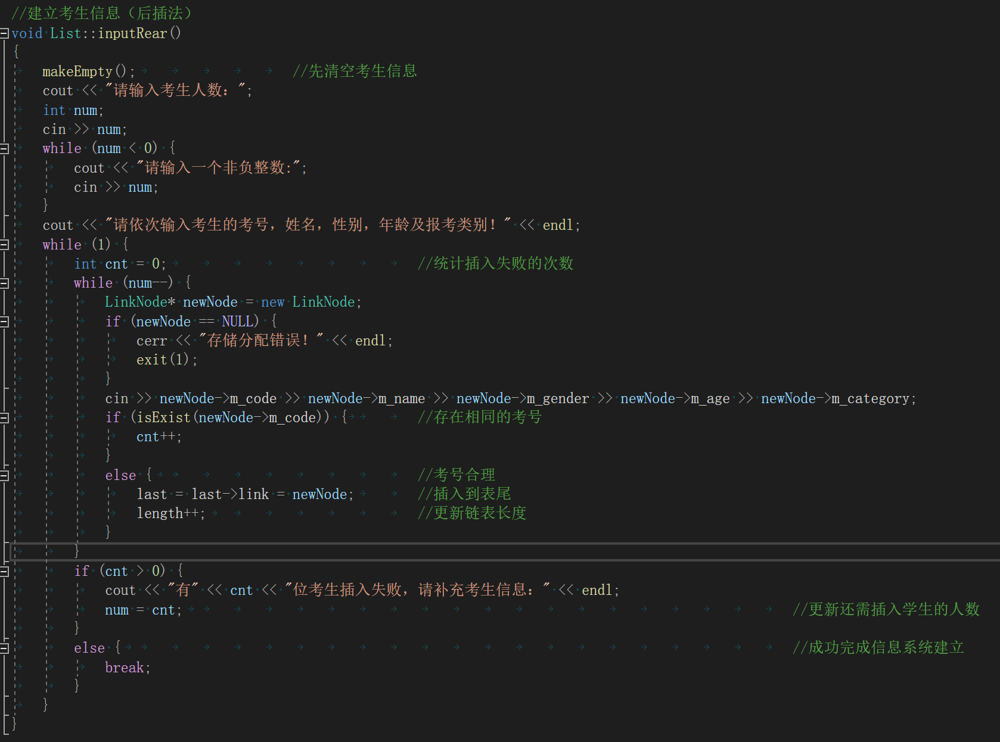 //建立考生信息（后插法）
void List::inputRear()
{
makeEmpty(); //先清空考生信息
cout << "请输入考生人数：";
int num;
cin >> num;
while (num < 0) {
cout << "请输入一个非负整数:";
cin >> num;
}
cout << "请依次输入考生的考号，姓名，性别，年龄及报考类别！" << endl;
while (1) {
int cnt = 0; //统计插入失败的次数
while (num--) {
LinkNode* newNode = new LinkNode;
if (newNode == NULL) {
cerr << "存储分配错误！" << endl;
exit(1);
}
cin >> newNode->m_code >> newNode->m_name >> newNode->m_gender >> newNode->m_age >> newNode->m_category;
if (isExist(newNode->m_code)) { //存在相同的考号
cnt++;
}
else { //考号合理
last = last->link = newNode; //插入到表尾
length++; //更新链表长度
}
}
if (cnt > 0) {
cout << "有" << cnt << "位考生插入失败，请补充考生信息：" << endl;
num = cnt; //更新还需插入学生的人数
}
else { //成功完成信息系统建立
break;
}
}
}